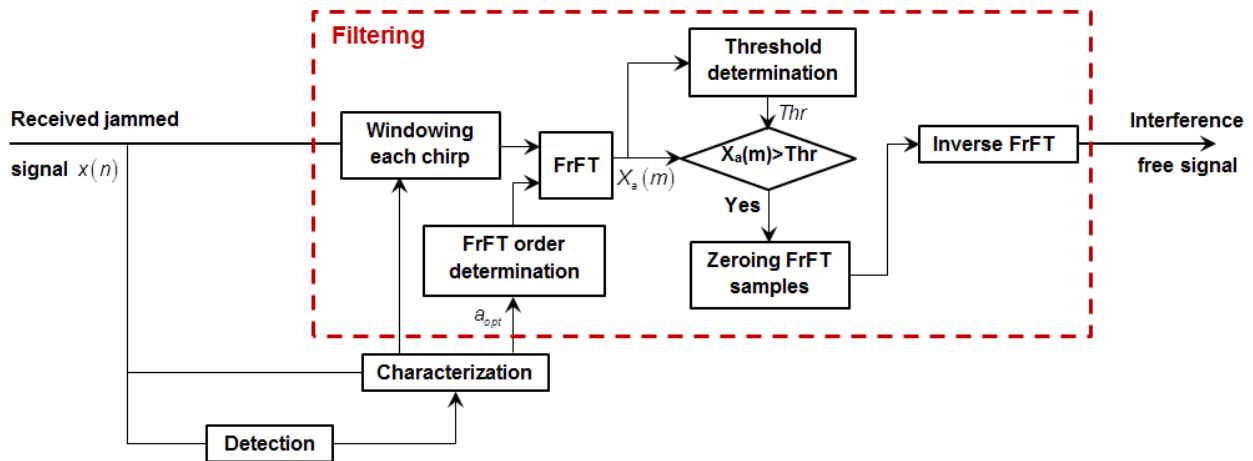 Filtering
Threshold
determination
Received jammed
signal x(n)
Windowing
each chirp
FrFT
Thr
Xₐ(m)>Thr
Xₐ(m)
Yes
Inverse FrFT
Interference
free signal
FrFT order
determination
Zeroing FrFT
samples
aₒₚₜ
Characterization
Detection